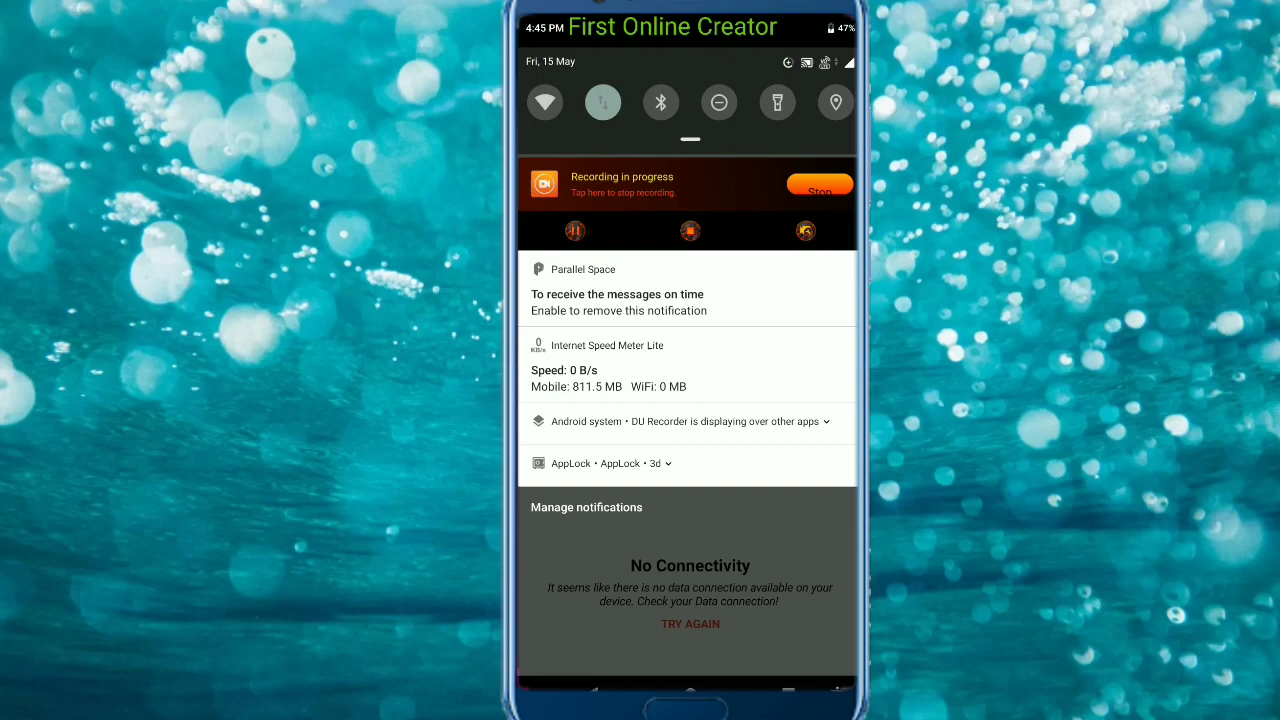 4:45 PM First Online Creator 47%
Fri, 15 May
Recording in progress
Tap here to stop recording.
Stop
Parallel Space
To receive the messages on time
Enable to remove this notification
0 KB/s Internet Speed Meter Lite
Speed: 0 B/s
Mobile: 811.5 MB WiFi: 0 MB
Android system • DU Recorder is displaying over other apps
AppLock • AppLock • 3d
Manage notifications
No Connectivity
It seems like there is no data connection available on your
device. Check your Data connection!
TRY AGAIN